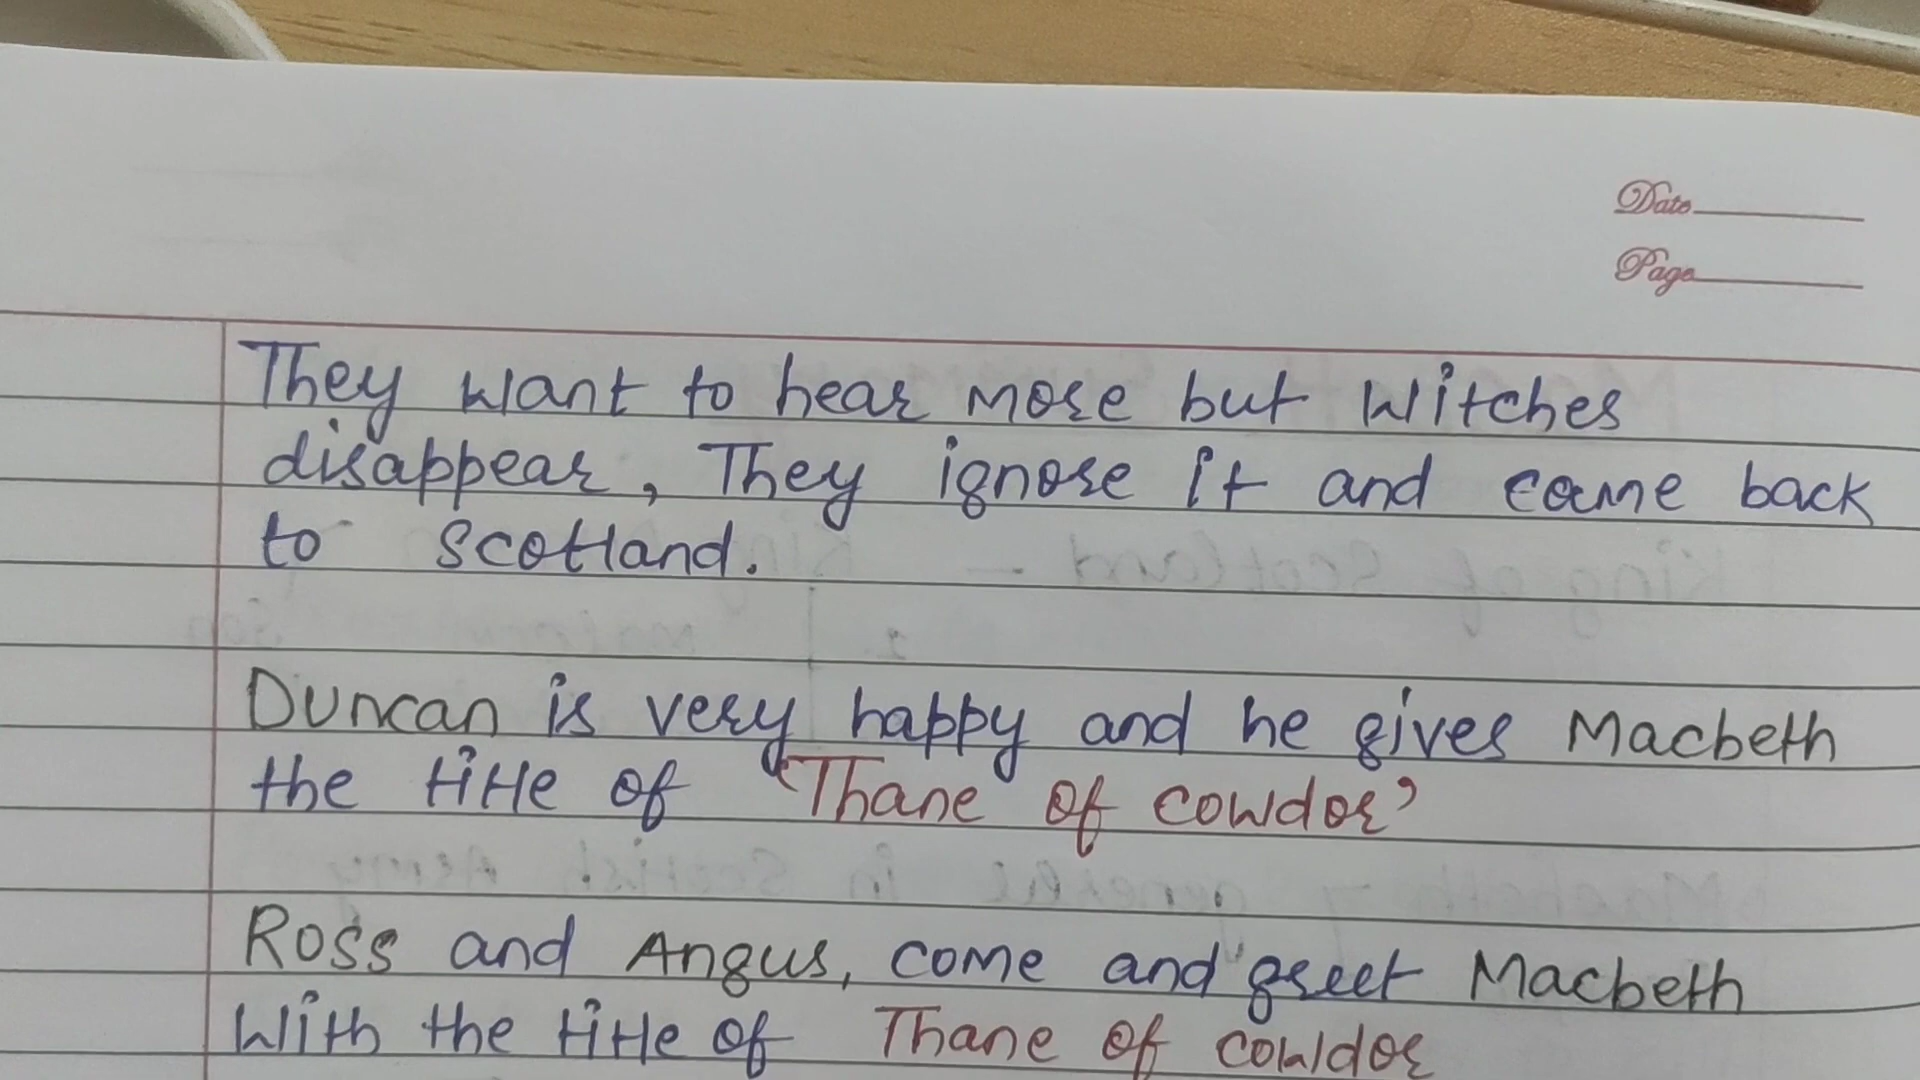 Date
Page
They want to hear more but witches
disappear, They ignore it and came back
to Scotland.
Duncan is very happy and he gives Macbeth
the title of 'Thane of Cowdor'
Ross and Angus, come and greet Macbeth
With the title of Thane of Cowdor